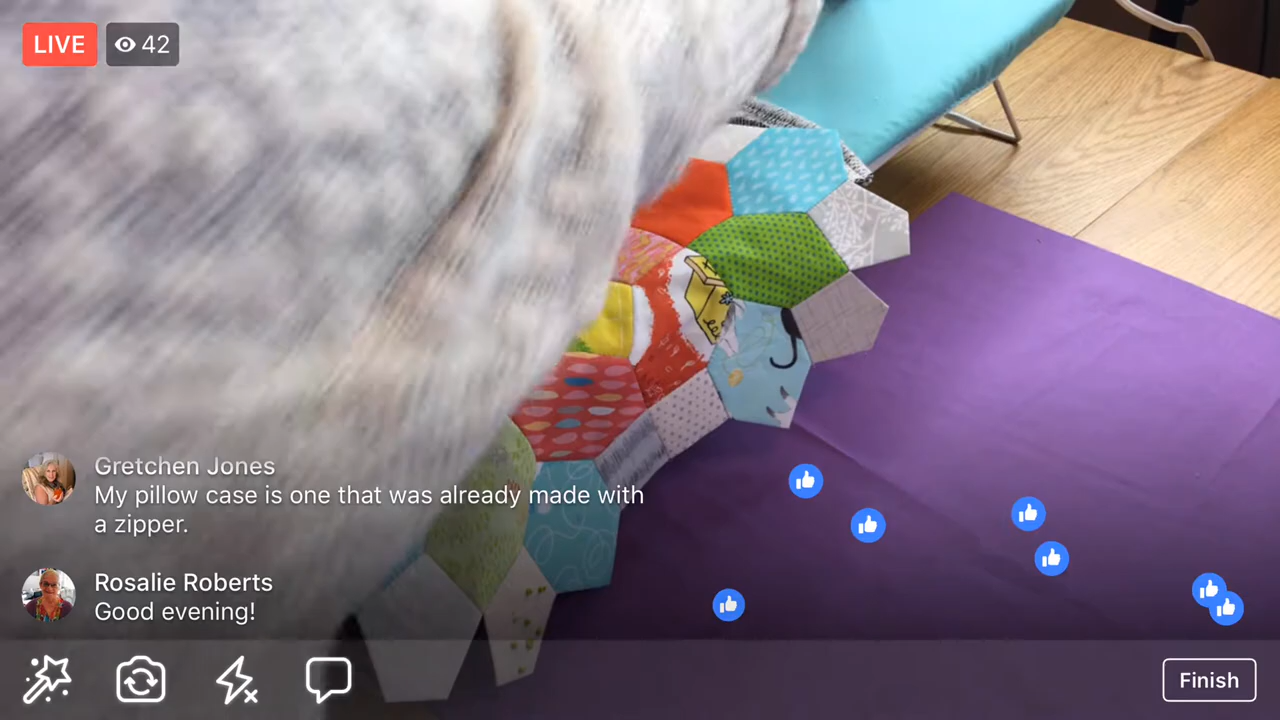 LIVE
42
Gretchen Jones
My pillow case is one that was already made with
a zipper.
Rosalie Roberts
Good evening!
Finish